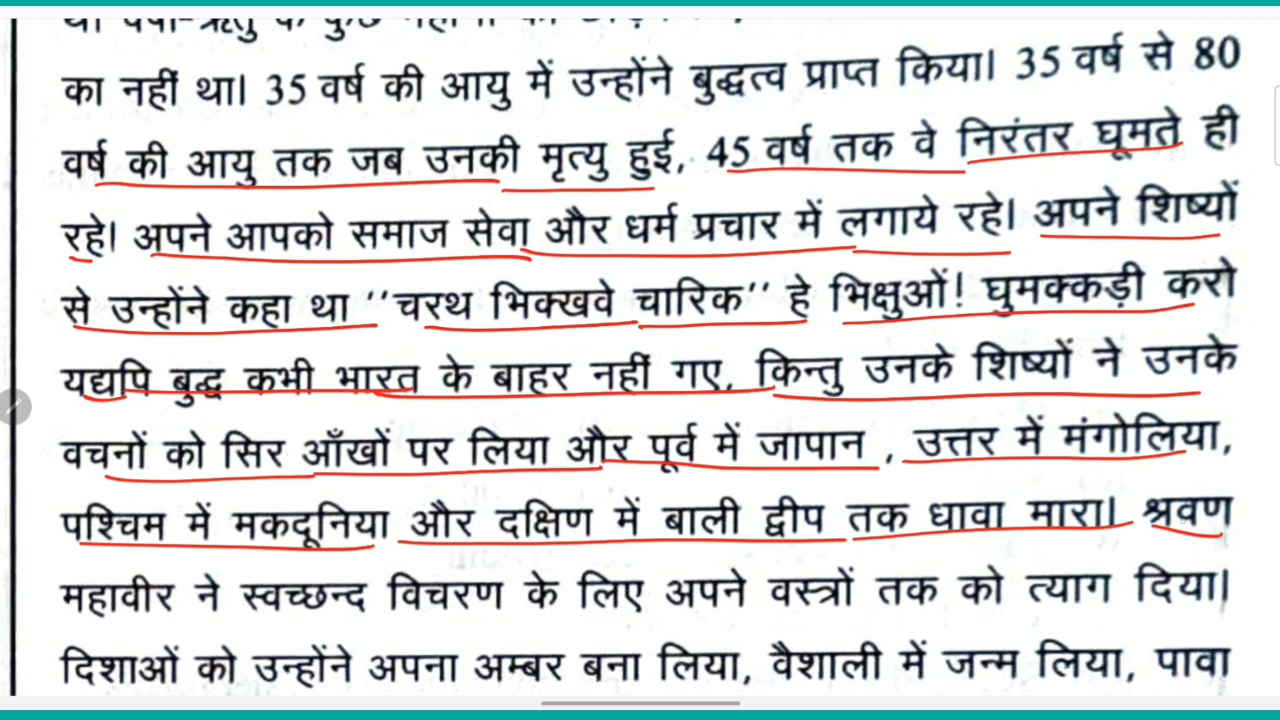 का नहीं था। 35 वर्ष की आयु में उन्होंने बुद्धत्व प्राप्त किया। 35 वर्ष से 80
वर्ष की आयु तक जब उनकी मृत्यु हुई, 45 वर्ष तक वे निरंतर घूमते ही
रहे। अपने आपको समाज सेवा और धर्म प्रचार में लगाये रहे। अपने शिष्यों
से उन्होंने कहा था ''चरथ भिक्खवे चारिक'' हे भिक्षुओं! घुमक्कड़ी करो
यद्यपि बुद्ध कभी भारत के बाहर नहीं गए, किन्तु उनके शिष्यों ने उनके
वचनों को सिर आँखों पर लिया और पूर्व में जापान , उत्तर में मंगोलिया,
पश्चिम में मकदूनिया और दक्षिण में बाली द्वीप तक धावा मारा। श्रवण
महावीर ने स्वच्छन्द विचरण के लिए अपने वस्त्रों तक को त्याग दिया।
दिशाओं को उन्होंने अपना अम्बर बना लिया, वैशाली में जन्म लिया, पावा